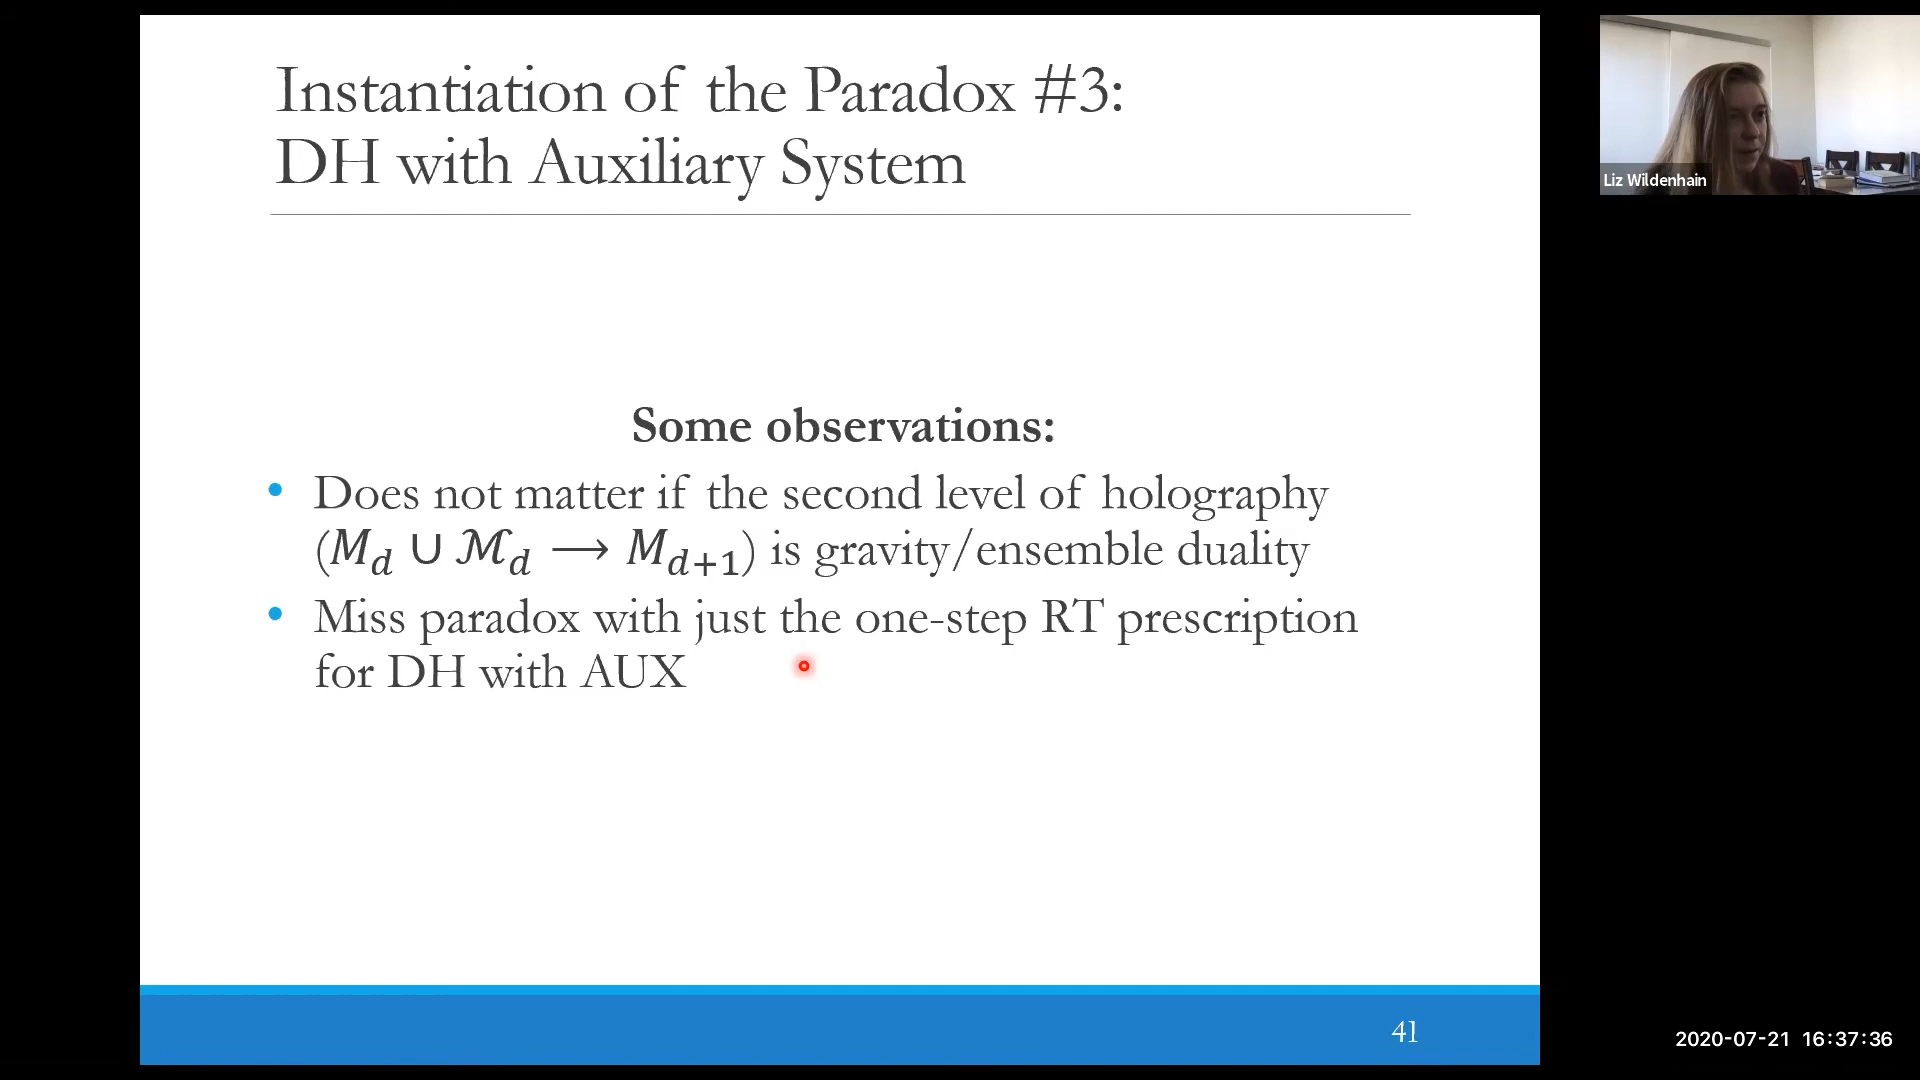 Instantiation of the Paradox #3:
DH with Auxiliary System
Liz Wildenhain
Some observations:
• Does not matter if the second level of holography
(M_d ∪ ℳ_d ⟶ M_{d+1}) is gravity/ensemble duality
• Miss paradox with just the one-step RT prescription
for DH with AUX
41
2020-07-21 16:37:36